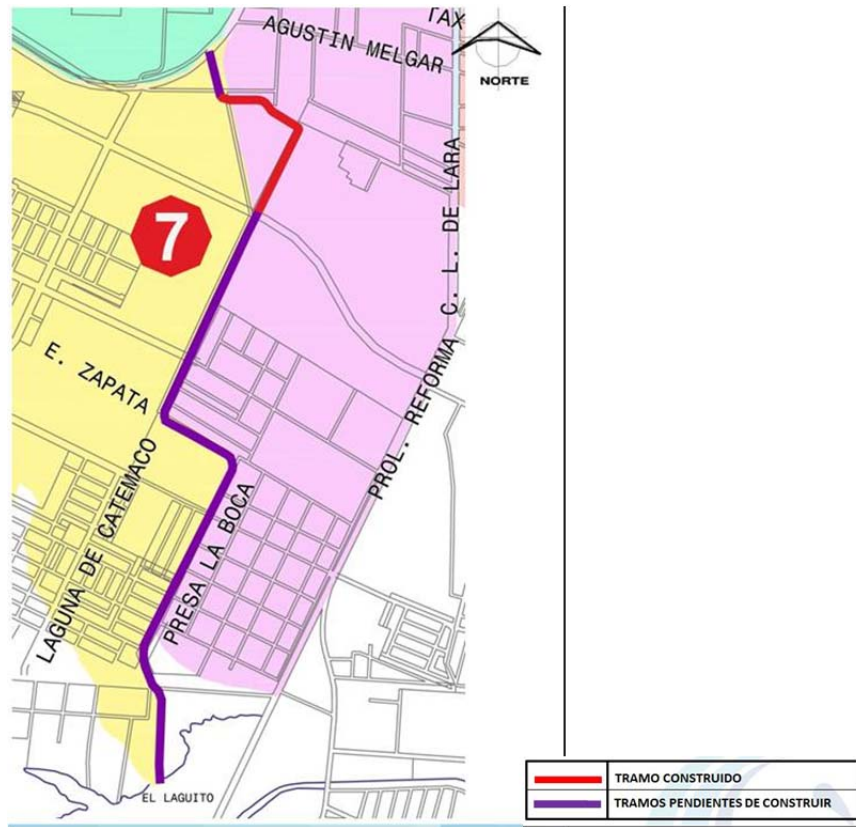 TAX
AGUSTIN MELGAR
NORTE
C. L. DE LARA
7
E. ZAPATA
PROL. REFORMA
LAGUNA DE CATEMACO
PRESA LA BOCA
EL LAGUITO
TRAMO CONSTRUIDO
TRAMOS PENDIENTES DE CONSTRUIR